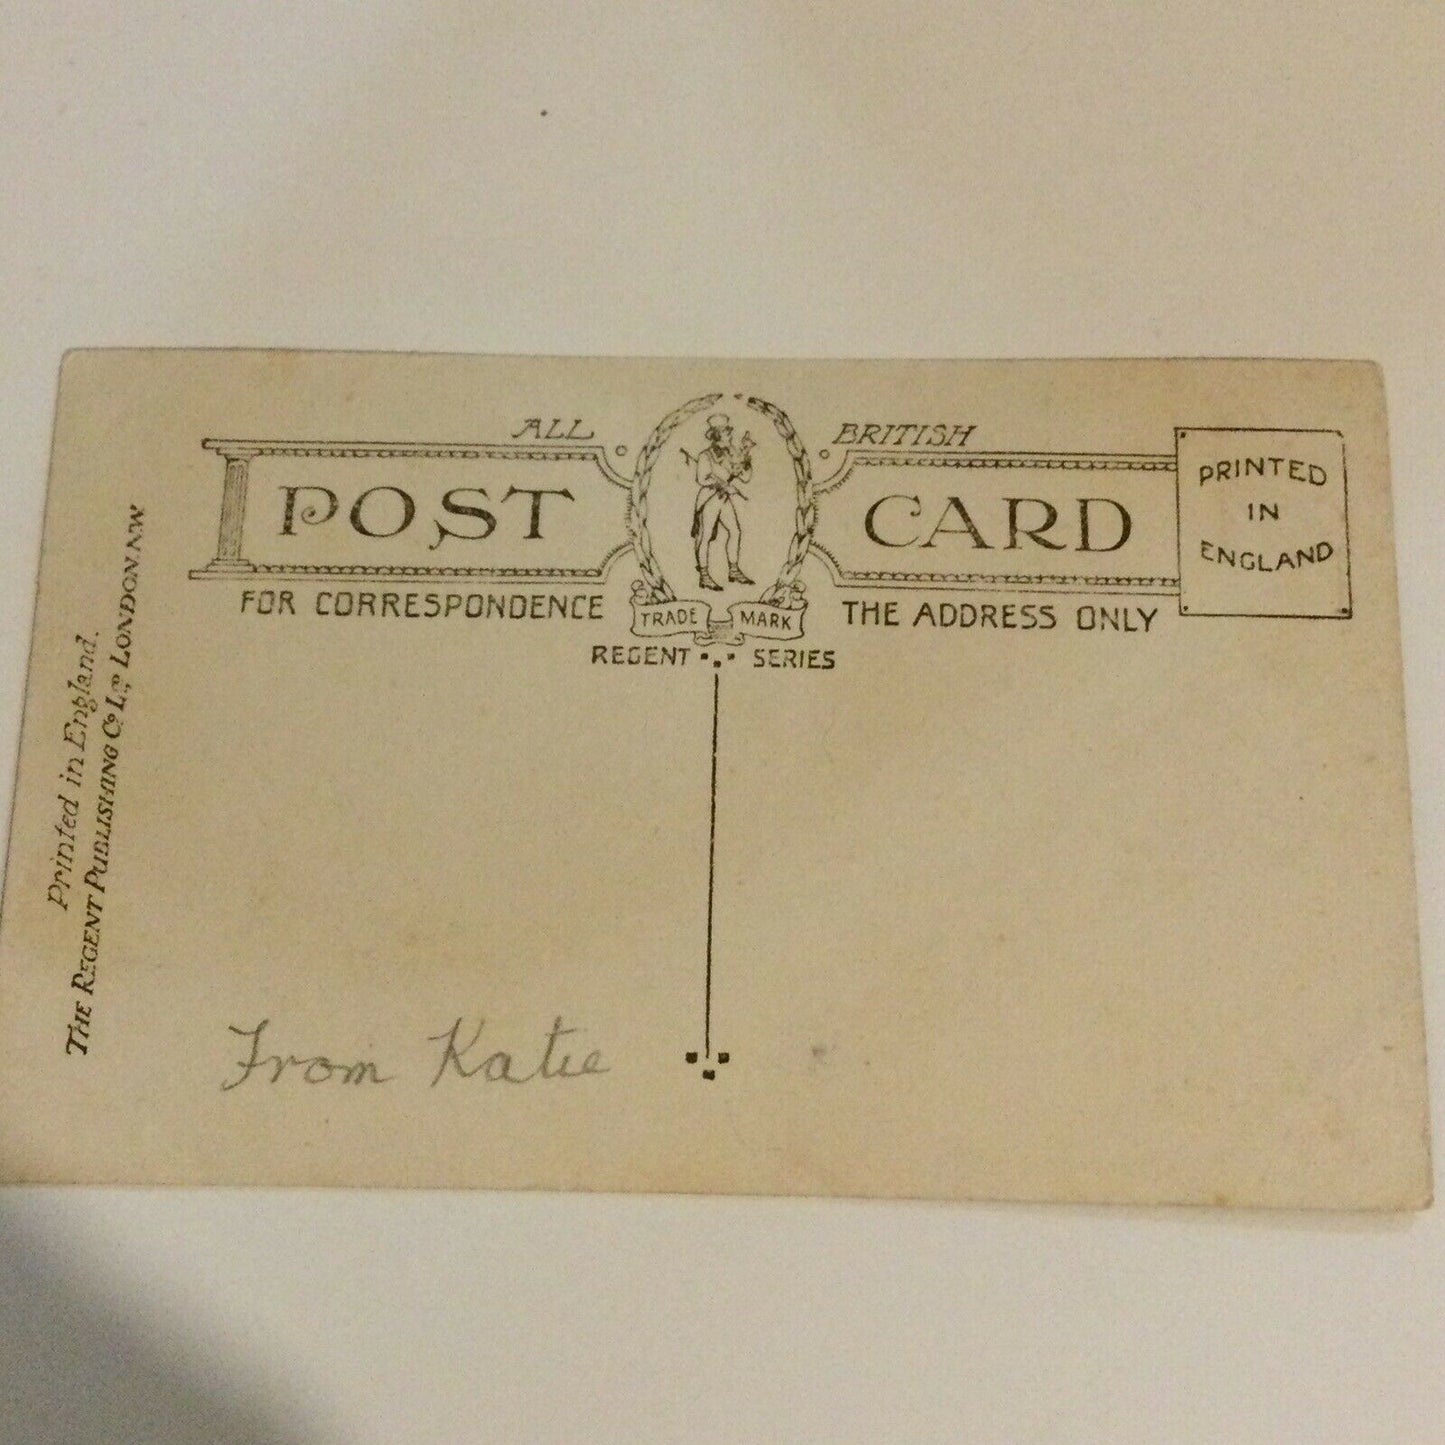 ALL BRITISH
POST CARD
PRINTED
IN
ENGLAND
FOR CORRESPONDENCE
TRADE MARK
THE ADDRESS ONLY
REGENT SERIES
Printed in England.
THE REGENT PUBLISHING Co LTD, LONDON. NW
From Katie